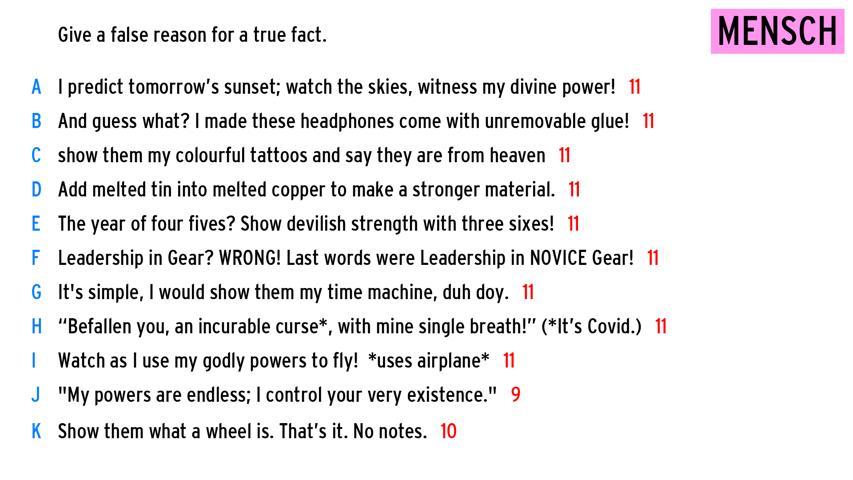 Give a false reason for a true fact.
MENSCH
A I predict tomorrow’s sunset; watch the skies, witness my divine power! 11
B And guess what? I made these headphones come with unremovable glue! 11
C show them my colourful tattoos and say they are from heaven 11
D Add melted tin into melted copper to make a stronger material. 11
E The year of four fives? Show devilish strength with three sixes! 11
F Leadership in Gear? WRONG! Last words were Leadership in NOVICE Gear! 11
G It's simple, I would show them my time machine, duh doy. 11
H “Befallen you, an incurable curse*, with mine single breath!” (*It’s Covid.) 11
I Watch as I use my godly powers to fly! *uses airplane* 11
J "My powers are endless; I control your very existence." 9
K Show them what a wheel is. That’s it. No notes. 10